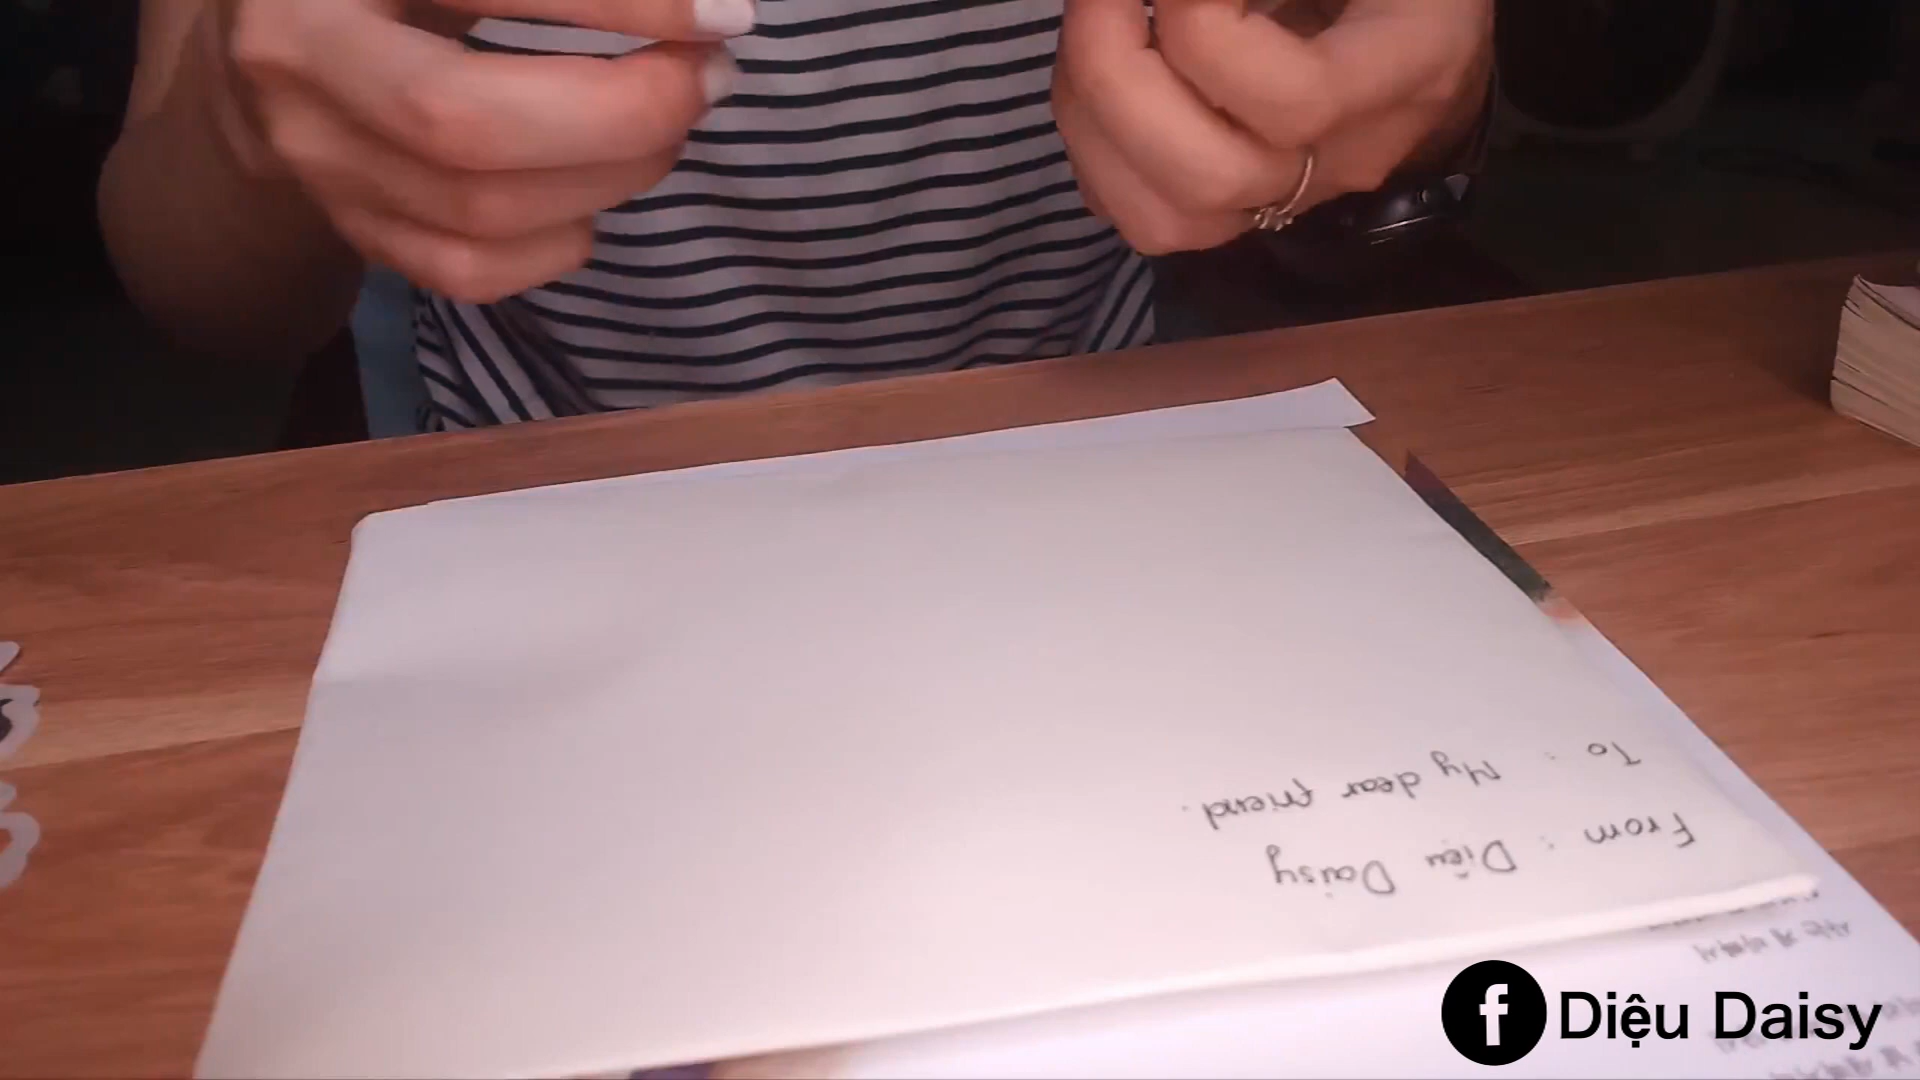 To : My dear friend.
From : Diệu Daisy
f Diệu Daisy